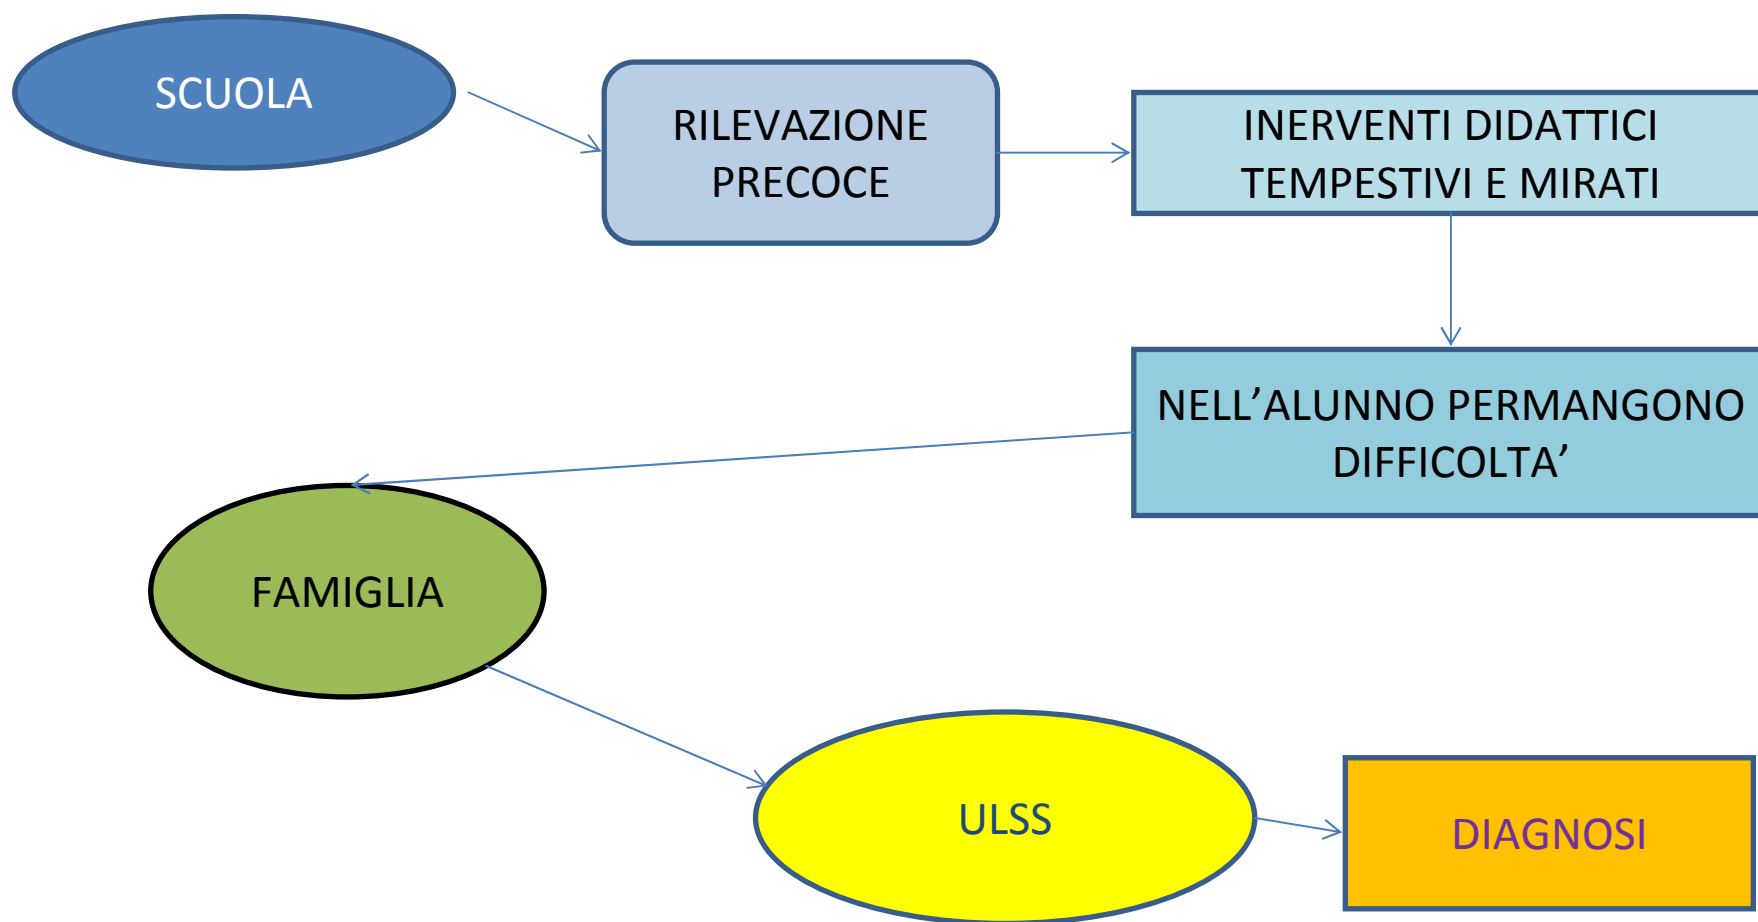 SCUOLA
RILEVAZIONE
PRECOCE
INERVENTI DIDATTICI
TEMPESTIVI E MIRATI
NELL’ALUNNO PERMANGONO
DIFFICOLTA’
FAMIGLIA
ULSS
DIAGNOSI